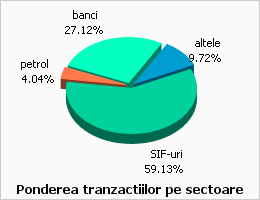 banci
27.12%
altele
9.72%
petrol
4.04%
SIF-uri
59.13%
Ponderea tranzactiilor pe sectoare